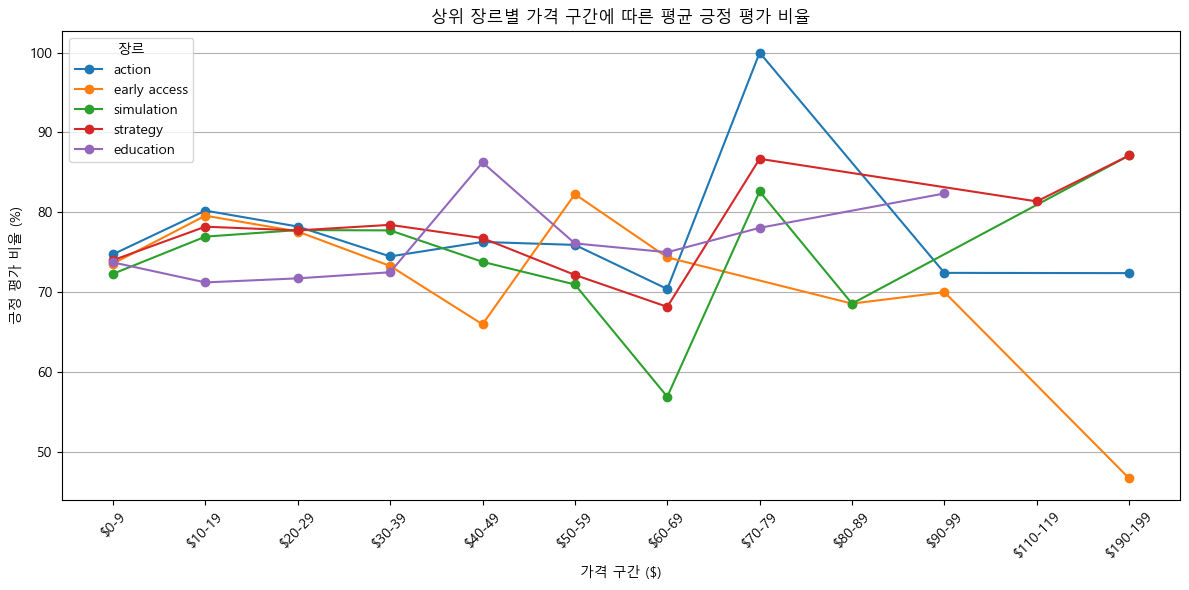 상위 장르별 가격 구간에 따른 평균 긍정 평가 비율
장르
action
early access
simulation
strategy
education
긍정 평가 비율 (%)
100
90
80
70
60
50
$0-9
$10-19
$20-29
$30-39
$40-49
$50-59
$60-69
$70-79
$80-89
$90-99
$110-119
$190-199
가격 구간 ($)